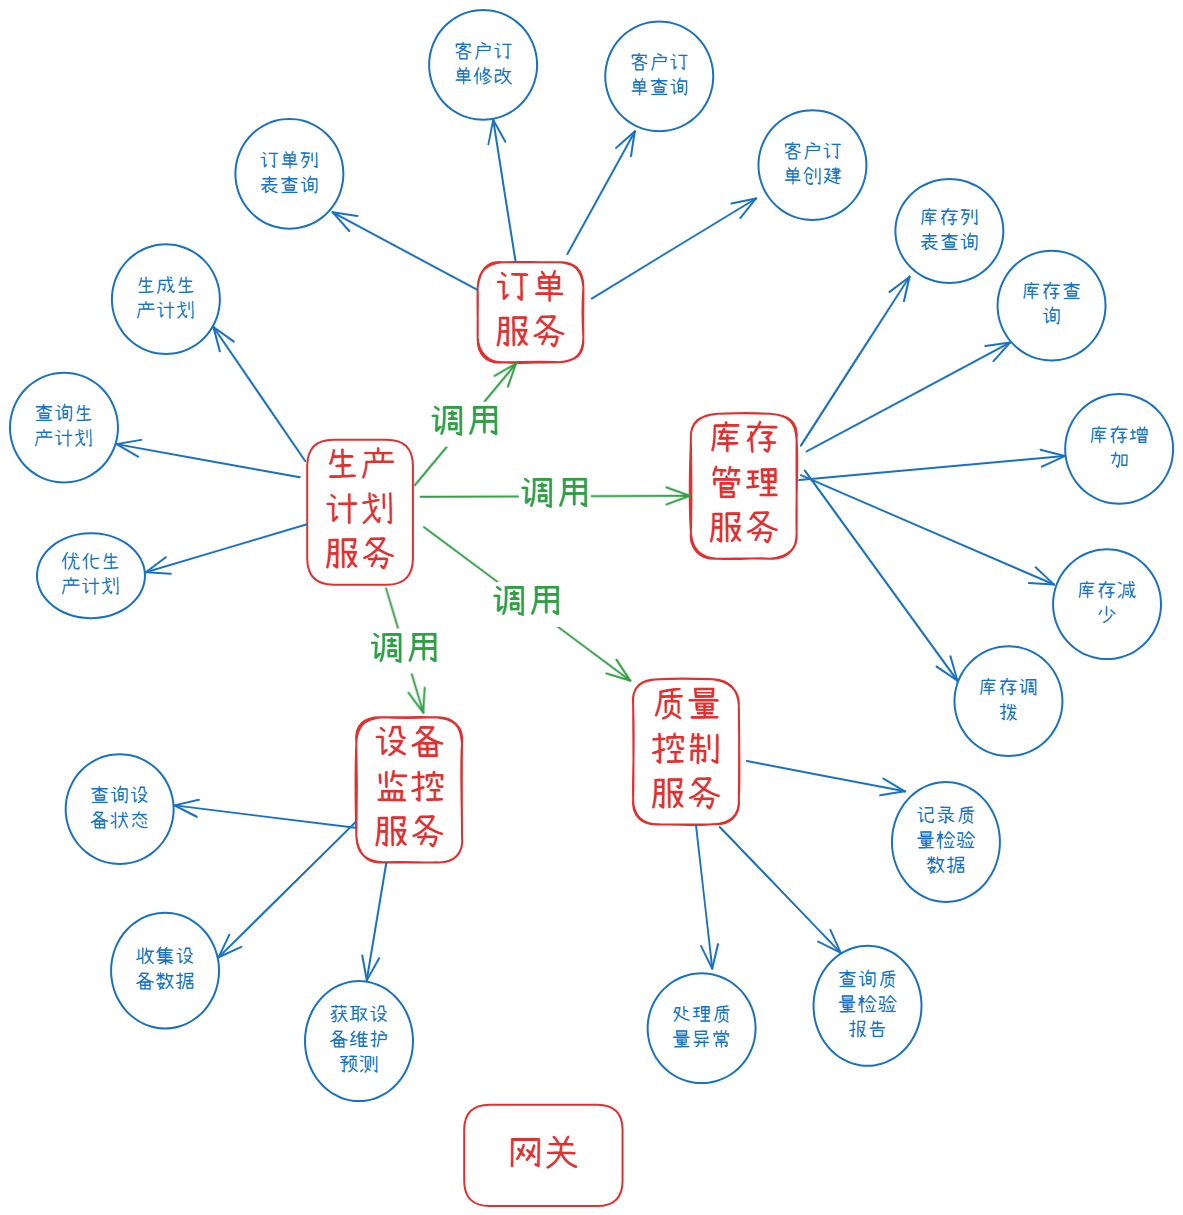 客户订
单修改
客户订
单查询
订单列
表查询
客户订
单创建
库存列
表查询
生成生
产计划
订单
服务
库存查
询
查询生
产计划
调用
库存
管理
服务
库存增
加
生产
计划
服务
调用
优化生
产计划
调用
库存减
少
调用
库存调
拨
质量
控制
服务
设备
监控
服务
查询设
备状态
记录质
量检验
数据
收集设
备数据
查询质
量检验
报告
获取设
备维护
预测
处理质
量异常
网关